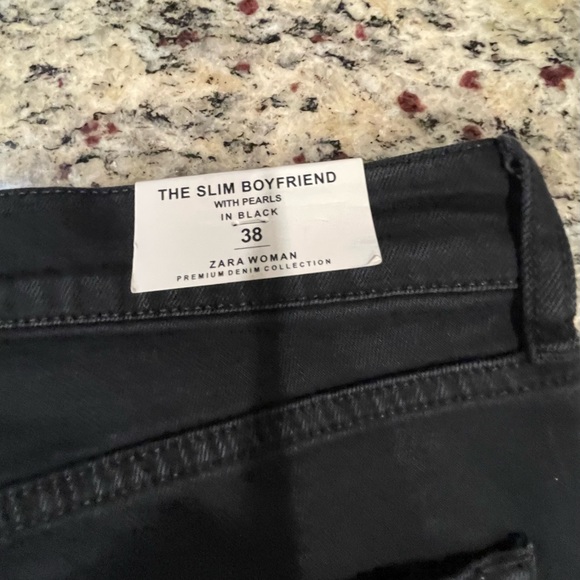 THE SLIM BOYFRIEND
WITH PEARLS
IN BLACK
38
ZARA WOMAN
PREMIUM DENIM COLLECTION